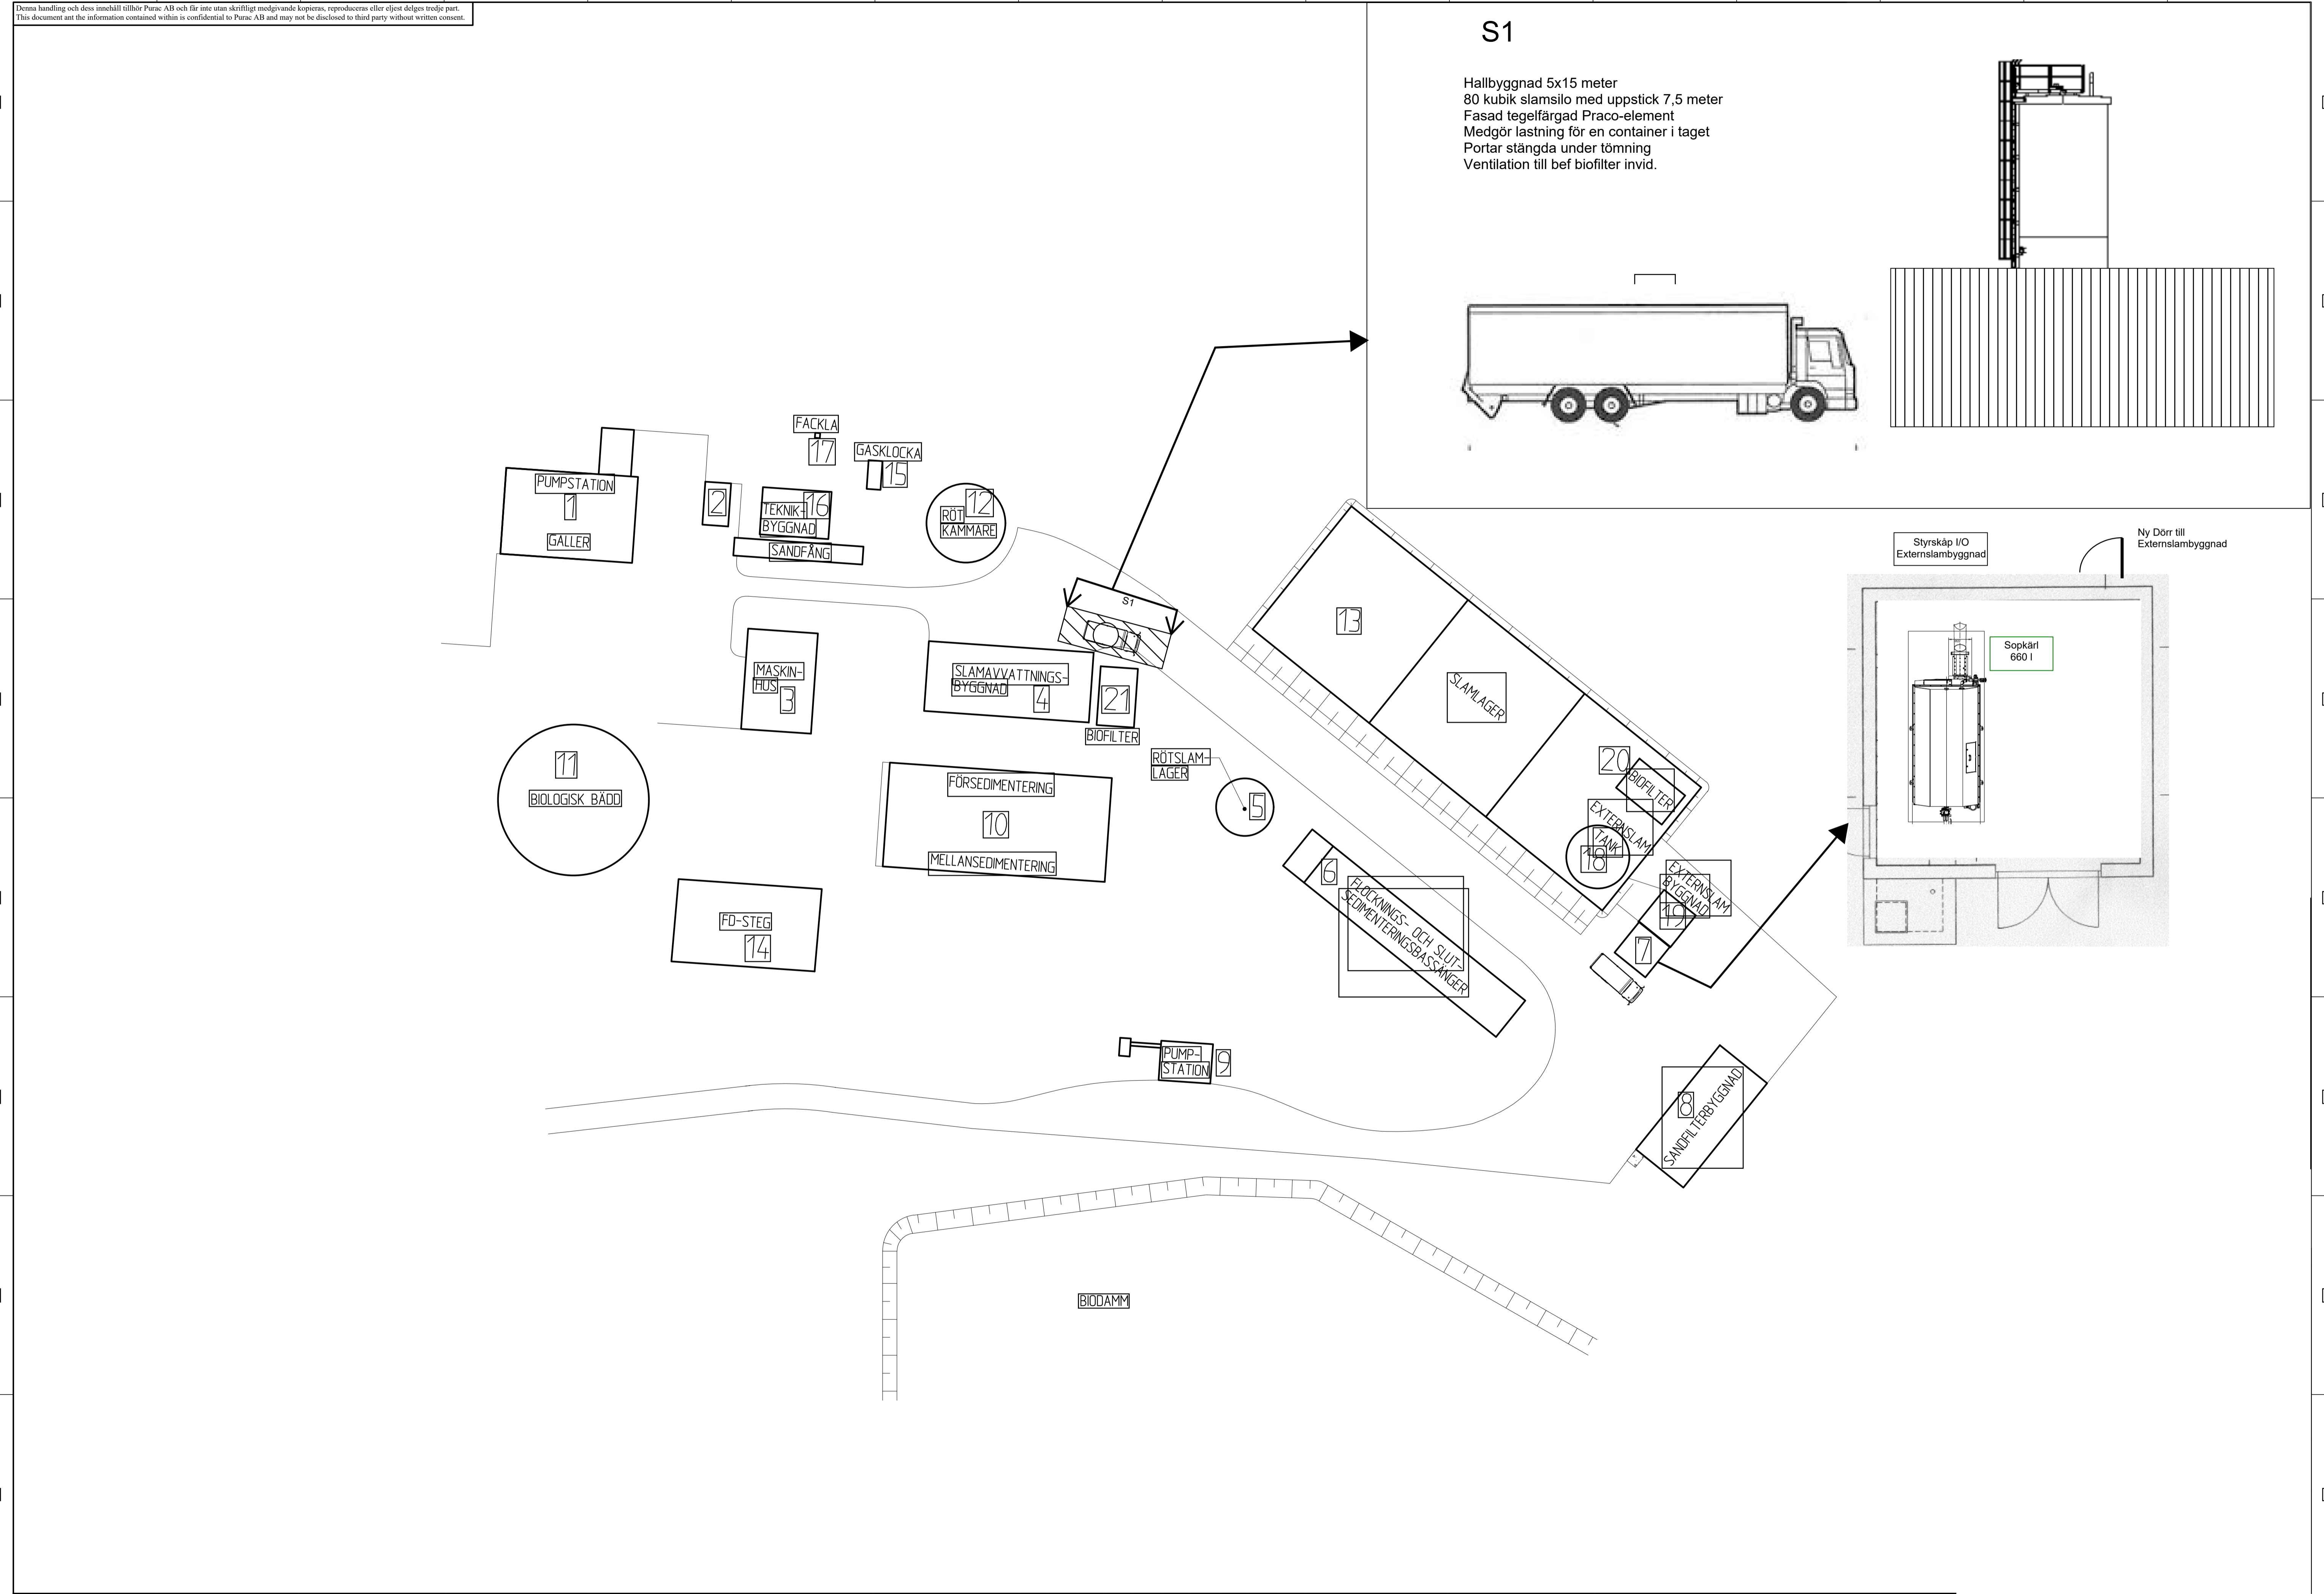 Denna handling och dess innehåll tillhör Purac AB och får inte utan skriftligt medgivande kopieras, reproduceras eller eljest delges tredje part.
This document ant the information contained within is confidential to Purac AB and may not be disclosed to third party without written consent.
S1
Hallbyggnad 5x15 meter
80 kubik slamsilo med uppstick 7,5 meter
Fasad tegelfärgad Praco-element
Medgör lastning för en container i taget
Portar stängda under tömning
Ventilation till bef biofilter invid.
FACKLA
17
GASKLOCKA
15
PUMPSTATION
1
GALLER
2
16
TEKNIK-
BYGGNAD
SANDFÅNG
12
RÖT
KAMMARE
S1
Styrskåp I/O
Externslambyggnad
Ny Dörr till
Externslambyggnad
Sopkärl
660 l
13
SLAMLAGER
MASKIN-
HUS
3
SLAMAVVATTNINGS-
BYGGNAD
4
21
BIOFILTER
11
BIOLOGISK BÄDD
RÖTSLAM-
LAGER
5
FÖRSEDIMENTERING
10
MELLANSEDIMENTERING
20
BIOFILTER
EXTERNSLAM
TANK
18
EXTERNSLAM
BYGGNAD
19
7
6
FLOCKNINGS- OCH SLUT-
SEDIMENTERINGSBASSÄNGER
FD-STEG
14
PUMP-
STATION
9
8
SANDFILTERBYGGNAD
BIODAMM